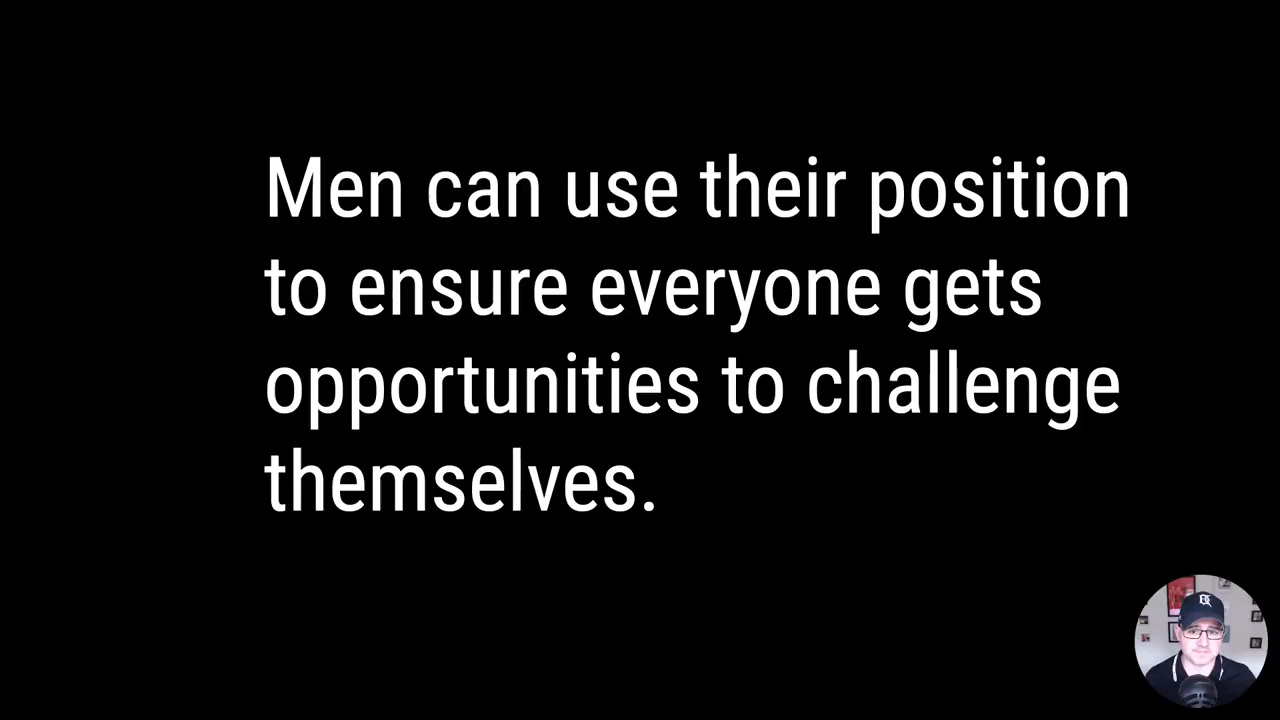 Men can use their position
to ensure everyone gets
opportunities to challenge
themselves.